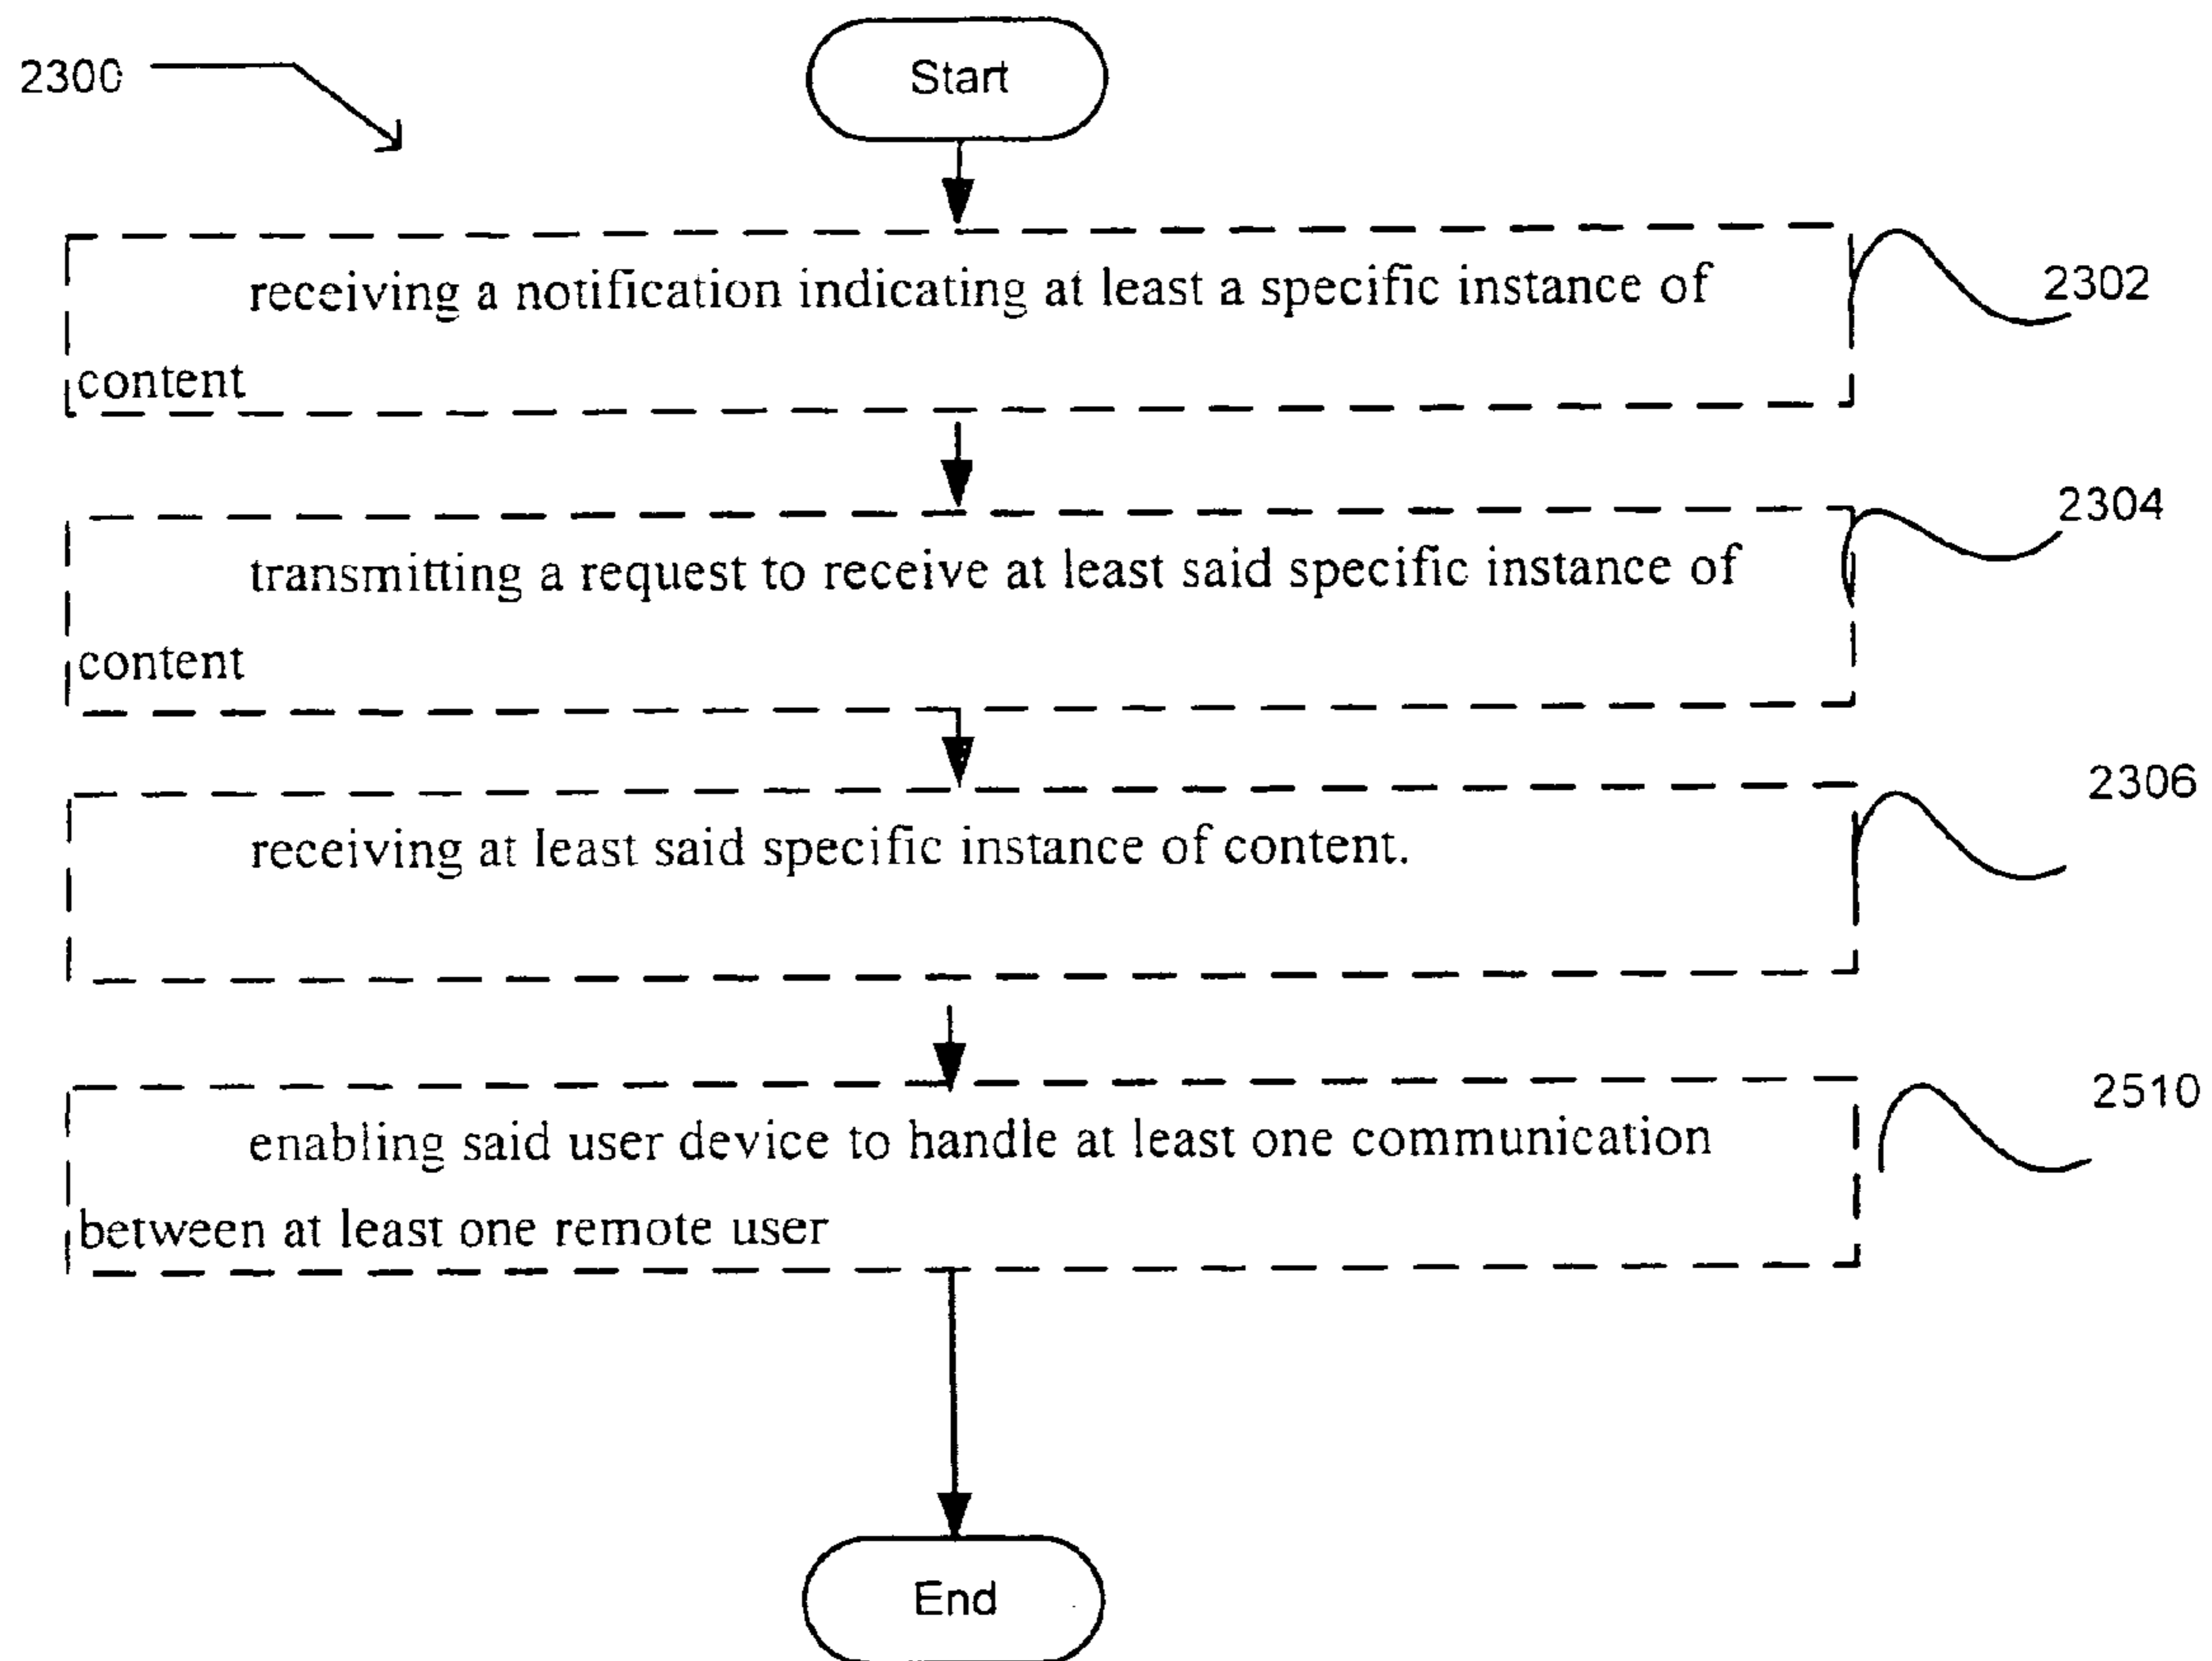 2300
Start
receiving a notification indicating at least a specific instance of
content
2302
transmitting a request to receive at least said specific instance of
content
2304
receiving at least said specific instance of content.
2306
enabling said user device to handle at least one communication
between at least one remote user
2510
End